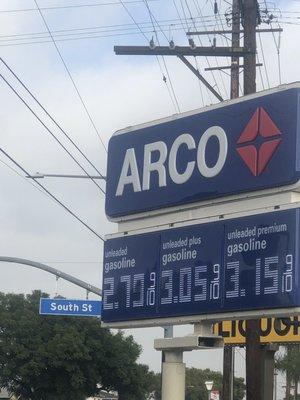 ARCO
unleaded
gasoline
2.79 9/10
unleaded plus
gasoline
3.05 9/10
unleaded premium
gasoline
3.15 9/10
South St
LIQUOR